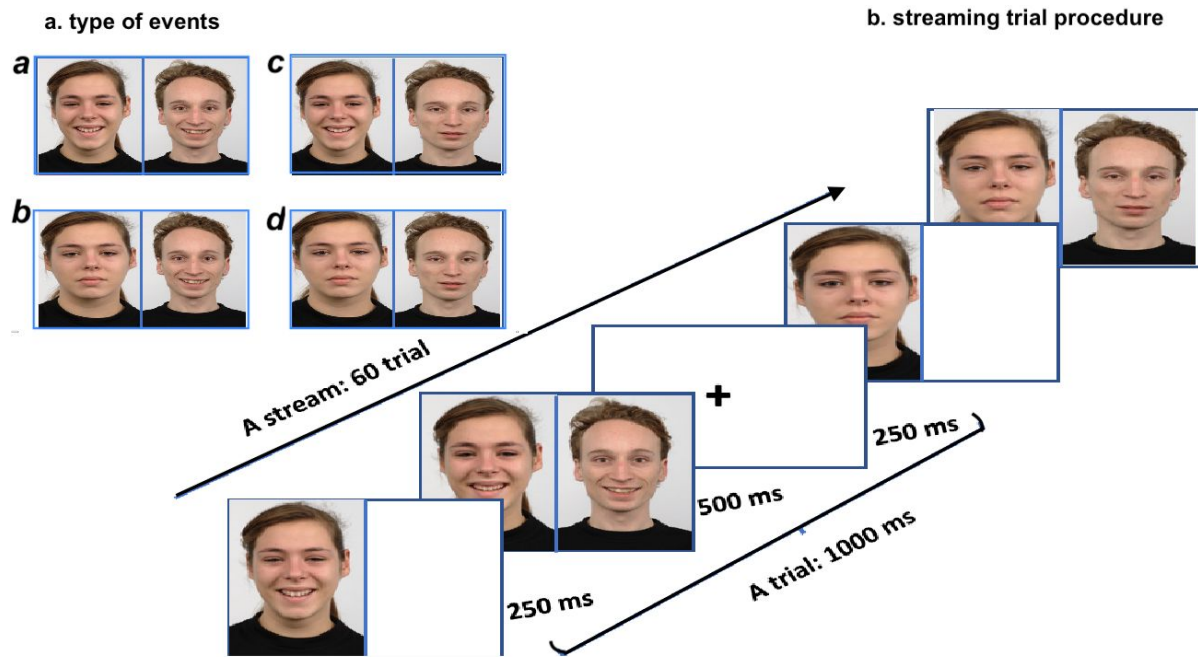 a. type of events
b. streaming trial procedure
a
c
b
d
A stream: 60 trial
+
250 ms
500 ms
250 ms
A trial: 1000 ms